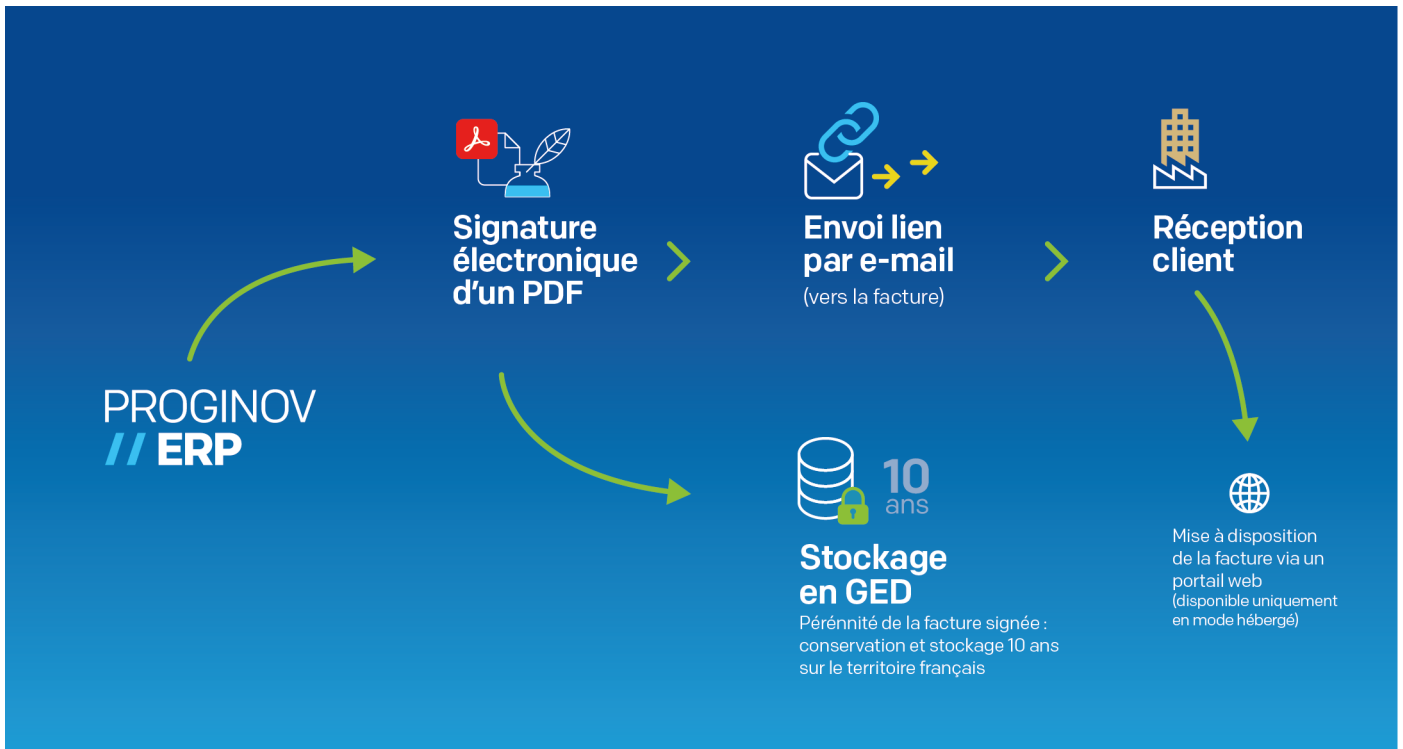 PROGINOV
// ERP
Signature
électronique
d'un PDF
Envoi lien
par e-mail
(vers la facture)
Réception
client
10
ans
Stockage
en GED
Pérénnité de la facture signée :
conservation et stockage 10 ans
sur le territoire français
Mise à disposition
de la facture via un
portail web
(disponible uniquement
en mode hébergé)